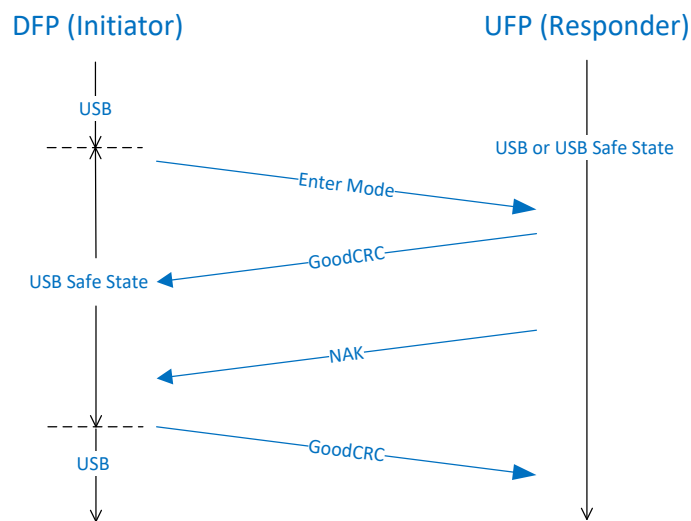 DFP (Initiator)
UFP (Responder)
USB
USB or USB Safe State
Enter Mode
GoodCRC
USB Safe State
NAK
GoodCRC
USB